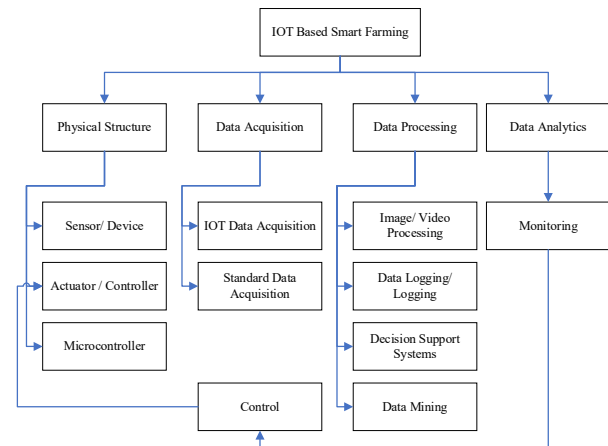 IOT Based Smart Farming
Physical Structure
Data Acquisition
Data Processing
Data Analytics
Sensor/ Device
IOT Data Acquisition
Image/ Video
Processing
Monitoring
Actuator / Controller
Standard Data
Acquisition
Data Logging/
Logging
Microcontroller
Decision Support
Systems
Control
Data Mining